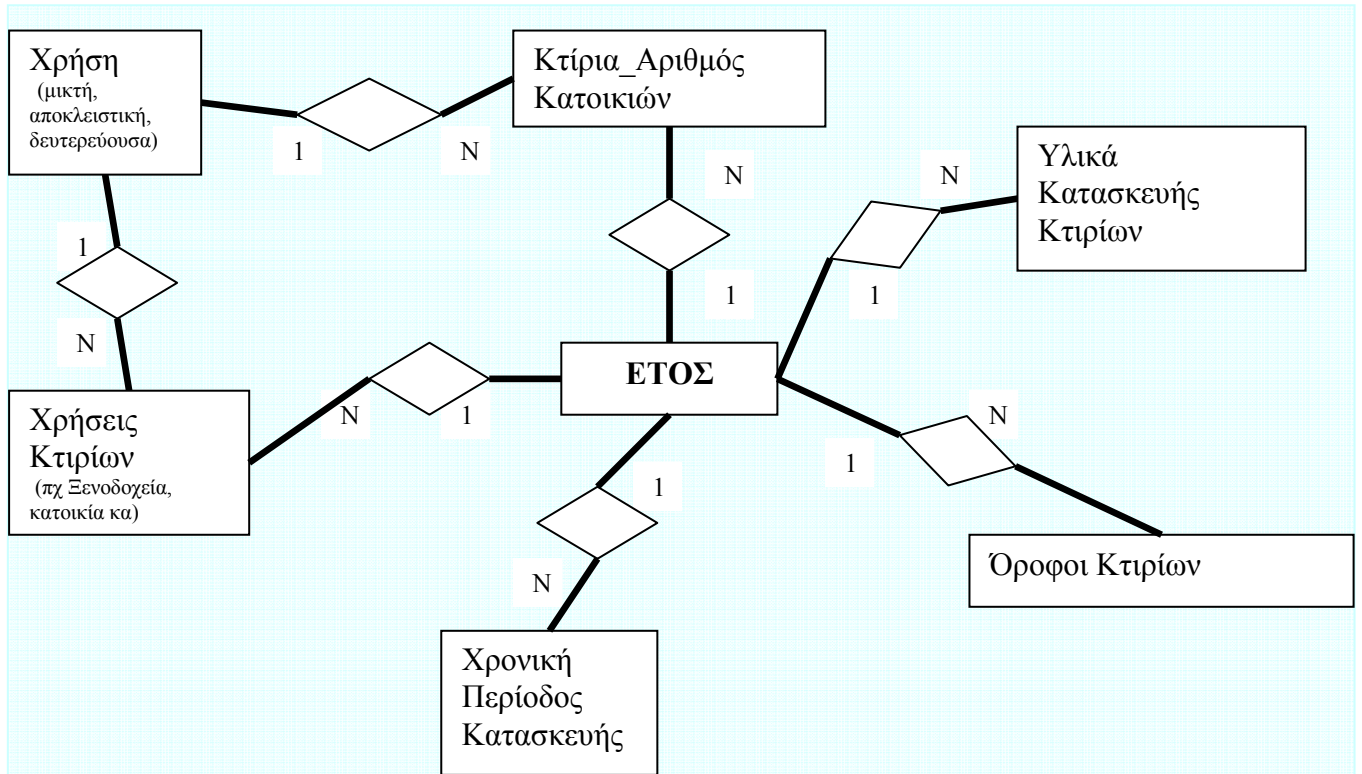 Χρήση
(μικτή,
αποκλειστική,
δευτερεύουσα)
Κτίρια_Αριθμός
Κατοικιών
1
Ν
Υλικά
Κατασκευής
Κτιρίων
Ν
Ν
1
1
1
Ν
ΕΤΟΣ
Χρήσεις
Κτιρίων
(πχ Ξενοδοχεία,
κατοικία κα)
Ν
1
Ν
1
1
Όροφοι Κτιρίων
Ν
Χρονική
Περίοδος
Κατασκευής